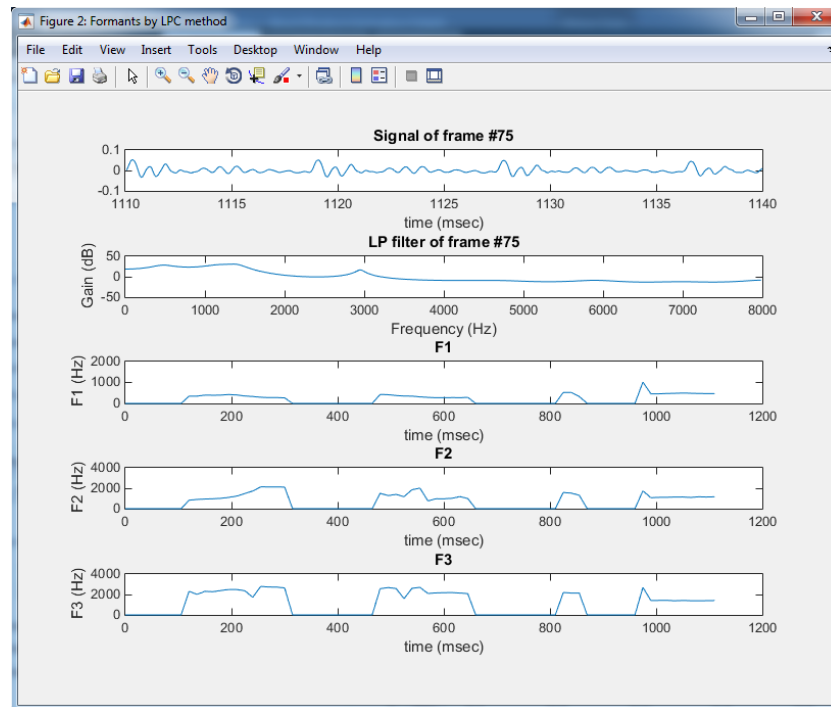 Figure 2: Formants by LPC method
File Edit View Insert Tools Desktop Window Help
Signal of frame #75
0.1
0
-0.1
1110 1115 1120 1125 1130 1135 1140
time (msec)
LP filter of frame #75
Gain (dB)
50
0
-50
0 1000 2000 3000 4000 5000 6000 7000 8000
Frequency (Hz)
F1
F1 (Hz)
2000
1000
0
0 200 400 600 800 1000 1200
time (msec)
F2
F2 (Hz)
4000
2000
0
0 200 400 600 800 1000 1200
time (msec)
F3
F3 (Hz)
4000
2000
0
0 200 400 600 800 1000 1200
time (msec)